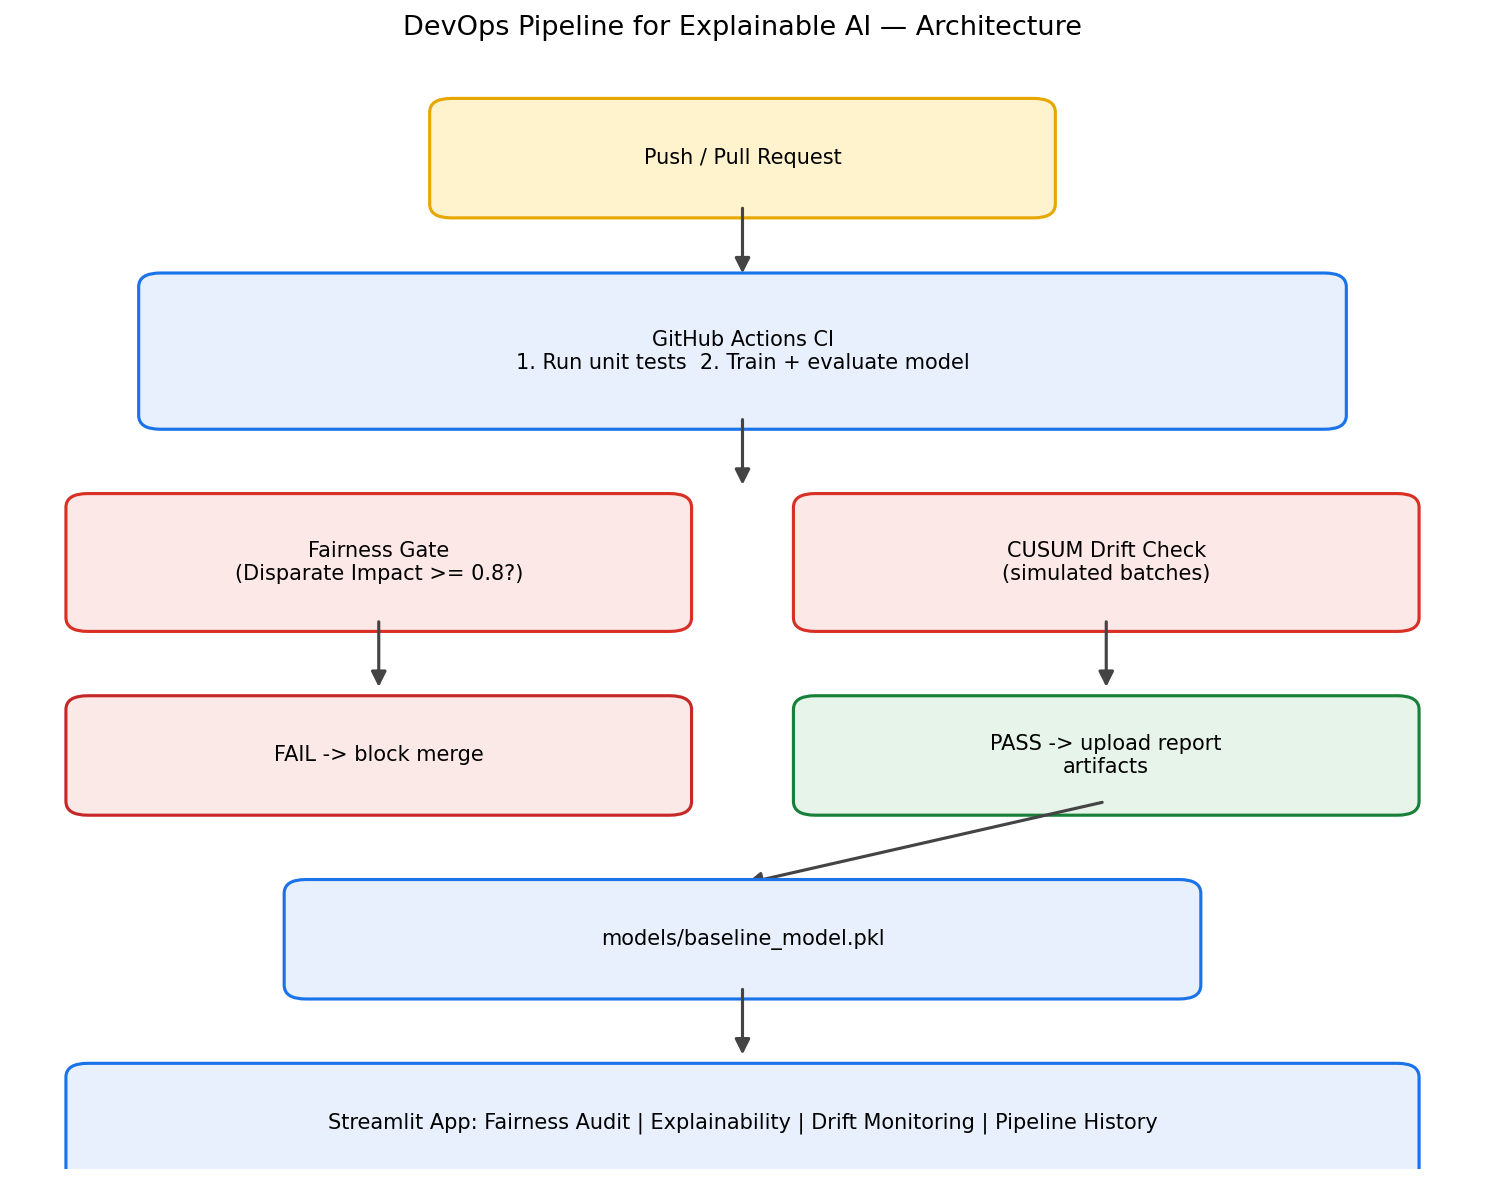 DevOps Pipeline for Explainable AI — Architecture
Push / Pull Request
GitHub Actions CI
1. Run unit tests  2. Train + evaluate model
Fairness Gate
(Disparate Impact >= 0.8?)
CUSUM Drift Check
(simulated batches)
FAIL -> block merge
PASS -> upload report
artifacts
models/baseline_model.pkl
Streamlit App: Fairness Audit | Explainability | Drift Monitoring | Pipeline History